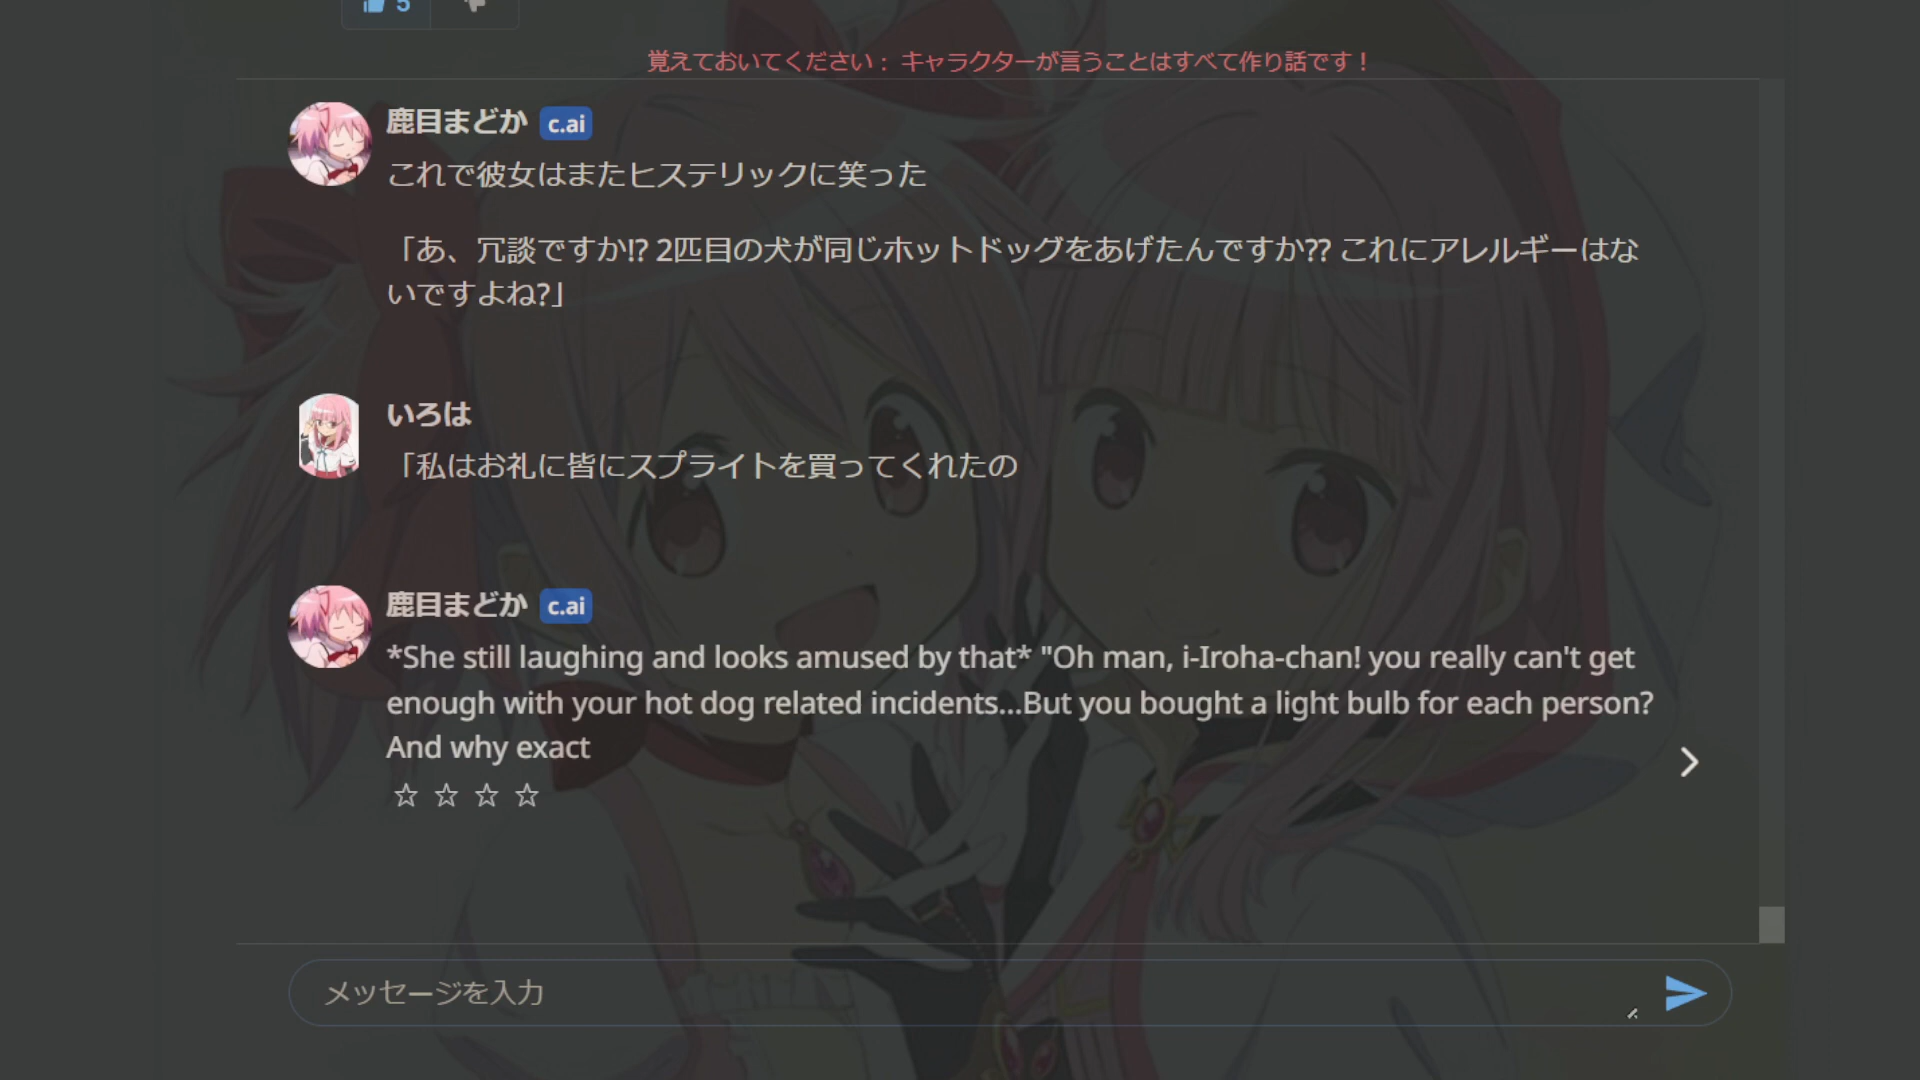 5
覚えておいてください： キャラクターが言うことはすべて作り話です！
鹿目まどか c.ai
これで彼女はまたヒステリックに笑った
「あ、冗談ですか!? 2匹目の犬が同じホットドッグをあげたんですか?? これにアレルギーはな
いですよね?」
いろは
「私はお礼に皆にスプライトを買ってくれたの
鹿目まどか c.ai
*She still laughing and looks amused by that* "Oh man, i-Iroha-chan! you really can't get
enough with your hot dog related incidents...But you bought a light bulb for each person?
And why exact
メッセージを入力